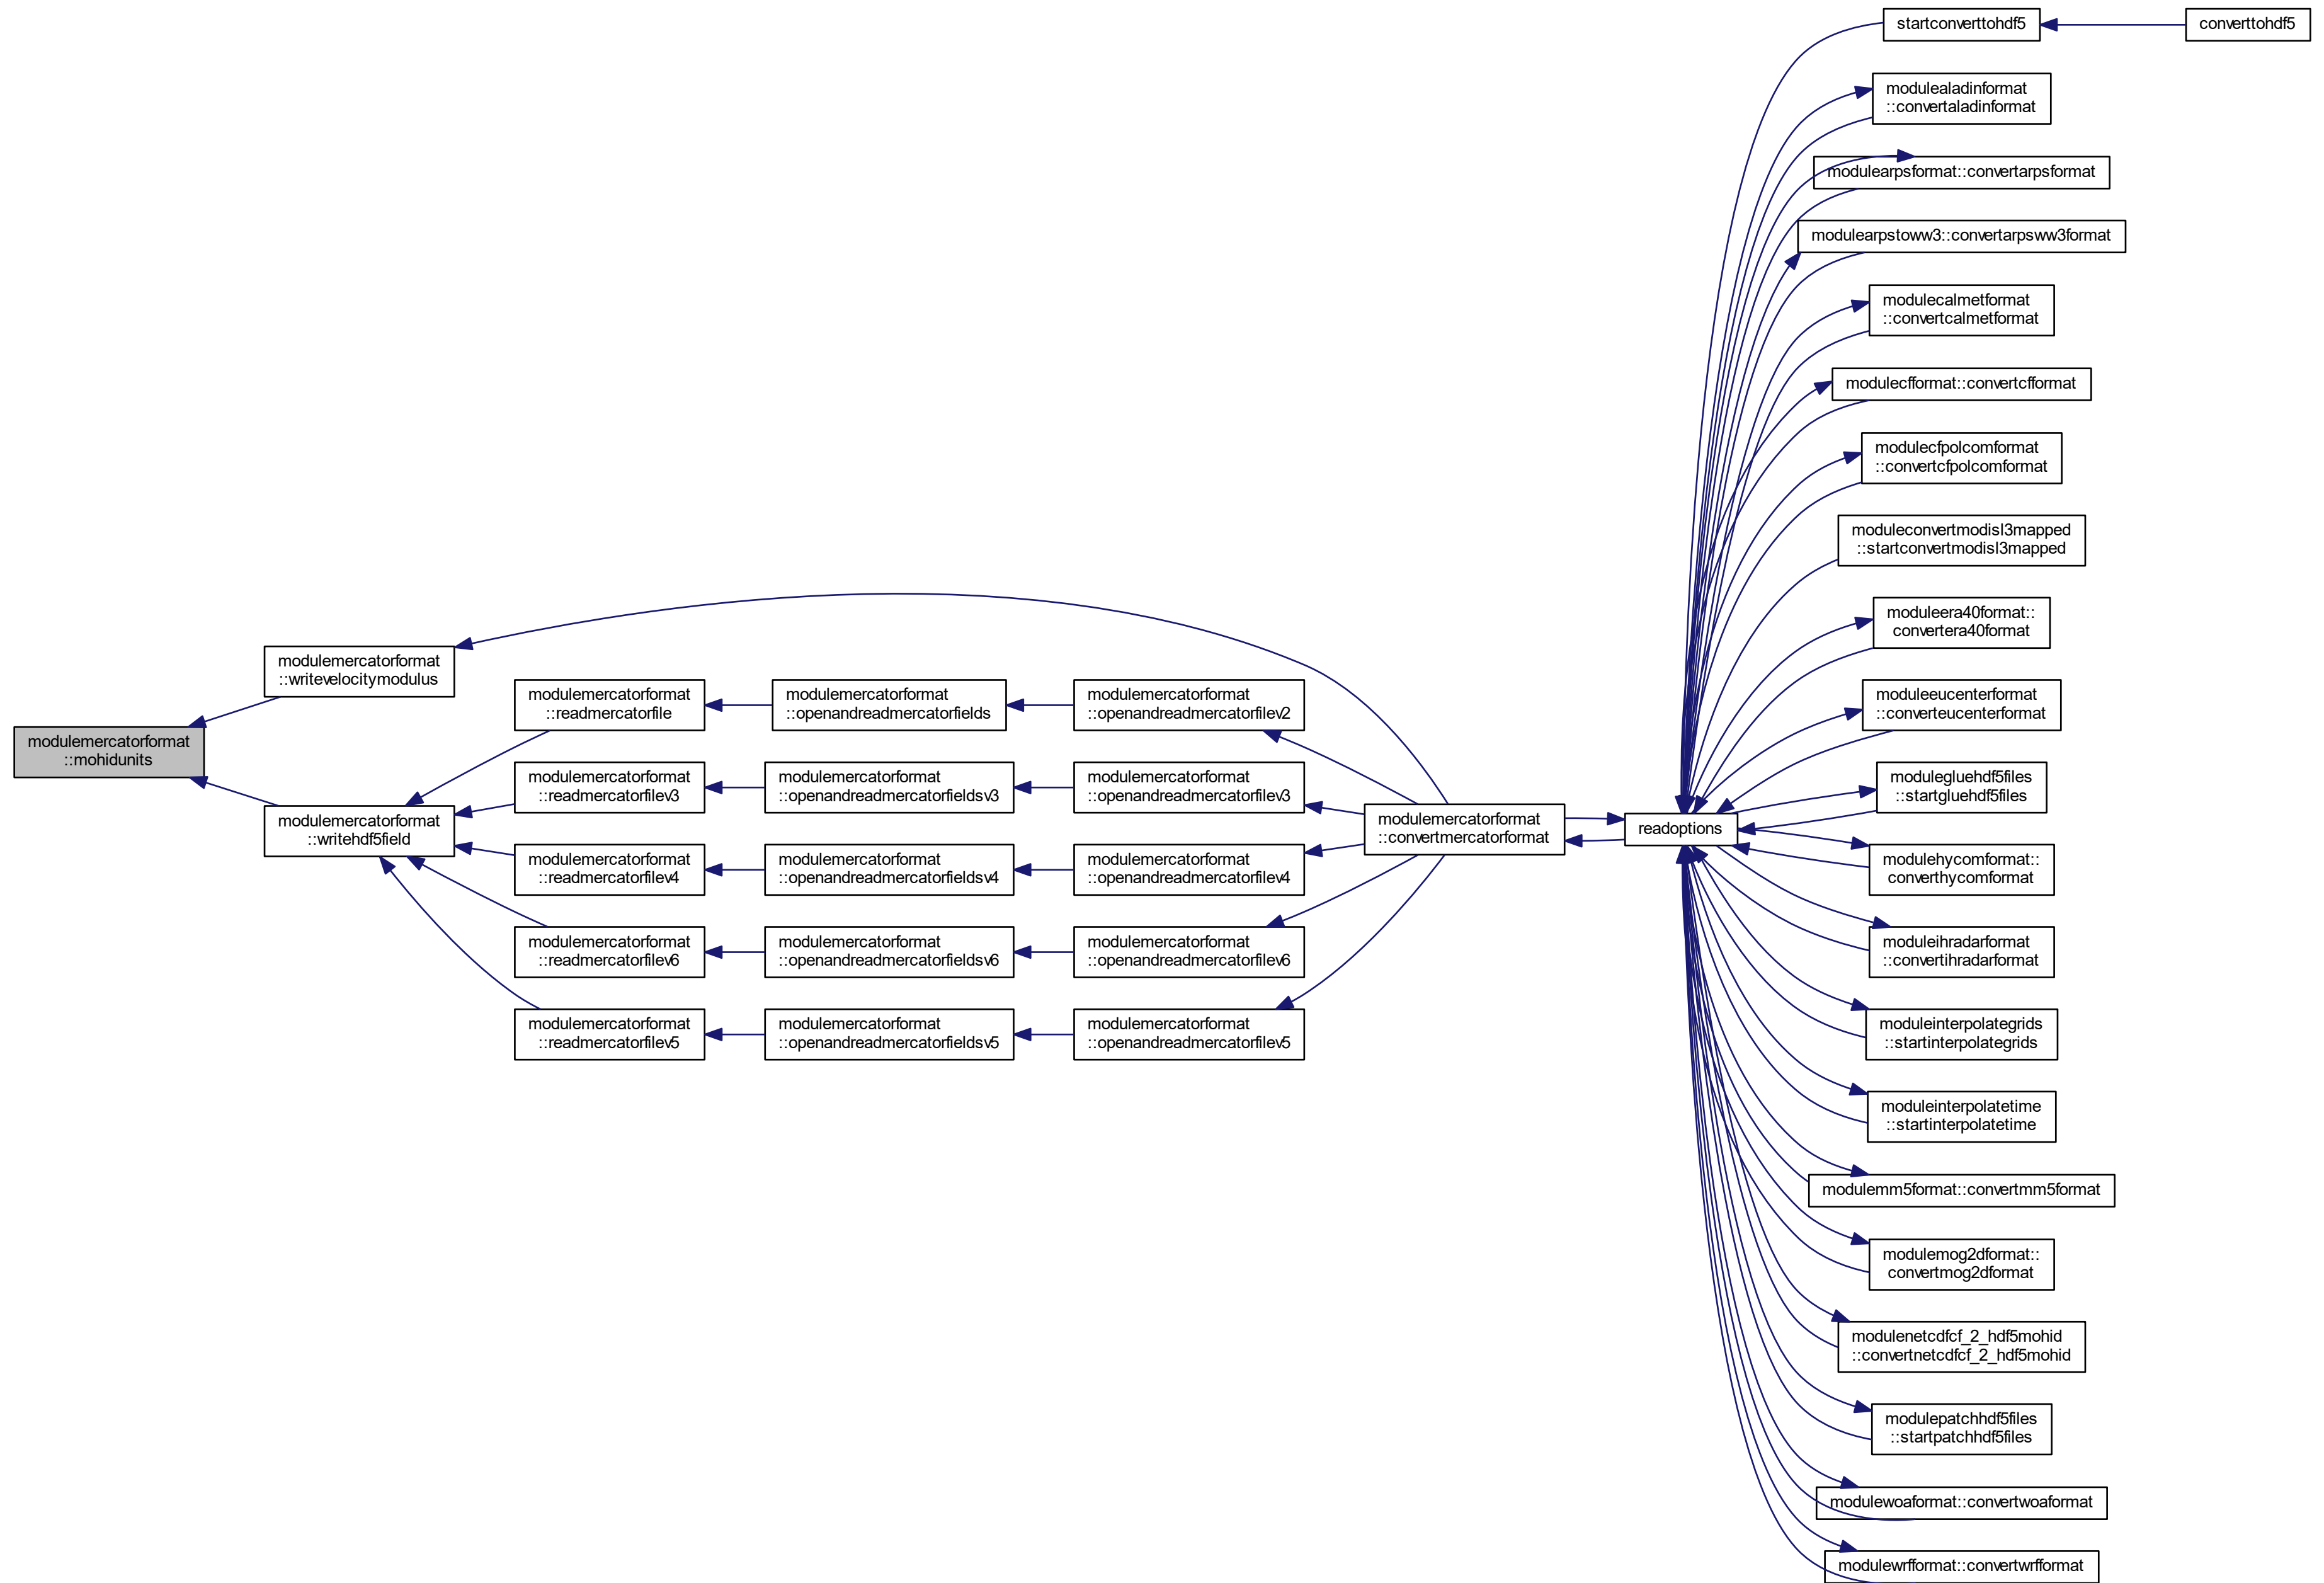 modulemercatorformat
::mohidunits
modulemercatorformat
::writevelocitymodulus
modulemercatorformat
::writehdf5field
modulemercatorformat
::readmercatorfile
modulemercatorformat
::readmercatorfilev3
modulemercatorformat
::readmercatorfilev4
modulemercatorformat
::readmercatorfilev6
modulemercatorformat
::readmercatorfilev5
modulemercatorformat
::openandreadmercatorfields
modulemercatorformat
::openandreadmercatorfieldsv3
modulemercatorformat
::openandreadmercatorfieldsv4
modulemercatorformat
::openandreadmercatorfieldsv6
modulemercatorformat
::openandreadmercatorfieldsv5
modulemercatorformat
::openandreadmercatorfilev2
modulemercatorformat
::openandreadmercatorfilev3
modulemercatorformat
::openandreadmercatorfilev4
modulemercatorformat
::openandreadmercatorfilev6
modulemercatorformat
::openandreadmercatorfilev5
modulemercatorformat
::convertmercatorformat
readoptions
startconverttohdf5
converttohdf5
modulealadinformat
::convertaladinformat
modulearpsformat::convertarpsformat
modulearpstoww3::convertarpsww3format
modulecalmetformat
::convertcalmetformat
modulecfformat::convertcfformat
modulecfpolcomformat
::convertcfpolcomformat
moduleconvertmodisl3mapped
::startconvertmodisl3mapped
moduleera40format::
convertera40format
moduleeucenterformat
::converteucenterformat
modulegluehdf5files
::startgluehdf5files
modulehycomformat::
converthycomformat
moduleihradarformat
::convertihradarformat
moduleinterpolategrids
::startinterpolategrids
moduleinterpolatetime
::startinterpolatetime
modulemm5format::convertmm5format
modulemog2dformat::
convertmog2dformat
modulenetcdfcf_2_hdf5mohid
::convertnetcdfcf_2_hdf5mohid
modulepatchhdf5files
::startpatchhdf5files
modulewoaformat::convertwoaformat
modulewrfformat::convertwrfformat